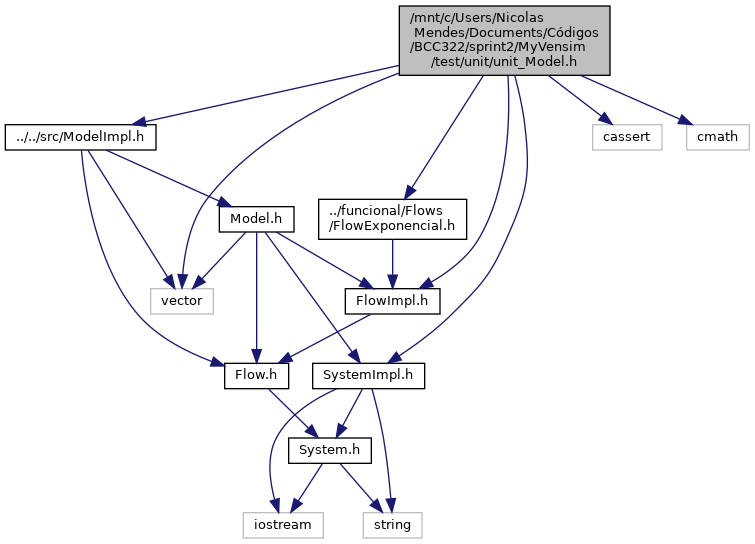 /mnt/c/Users/Nicolas
Mendes/Documents/Códigos
/BCC322/sprint2/MyVensim
/test/unit/unit_Model.h
../../src/ModelImpl.h
cassert
cmath
Model.h
../funcional/Flows
/FlowExponencial.h
vector
FlowImpl.h
Flow.h
SystemImpl.h
System.h
iostream
string